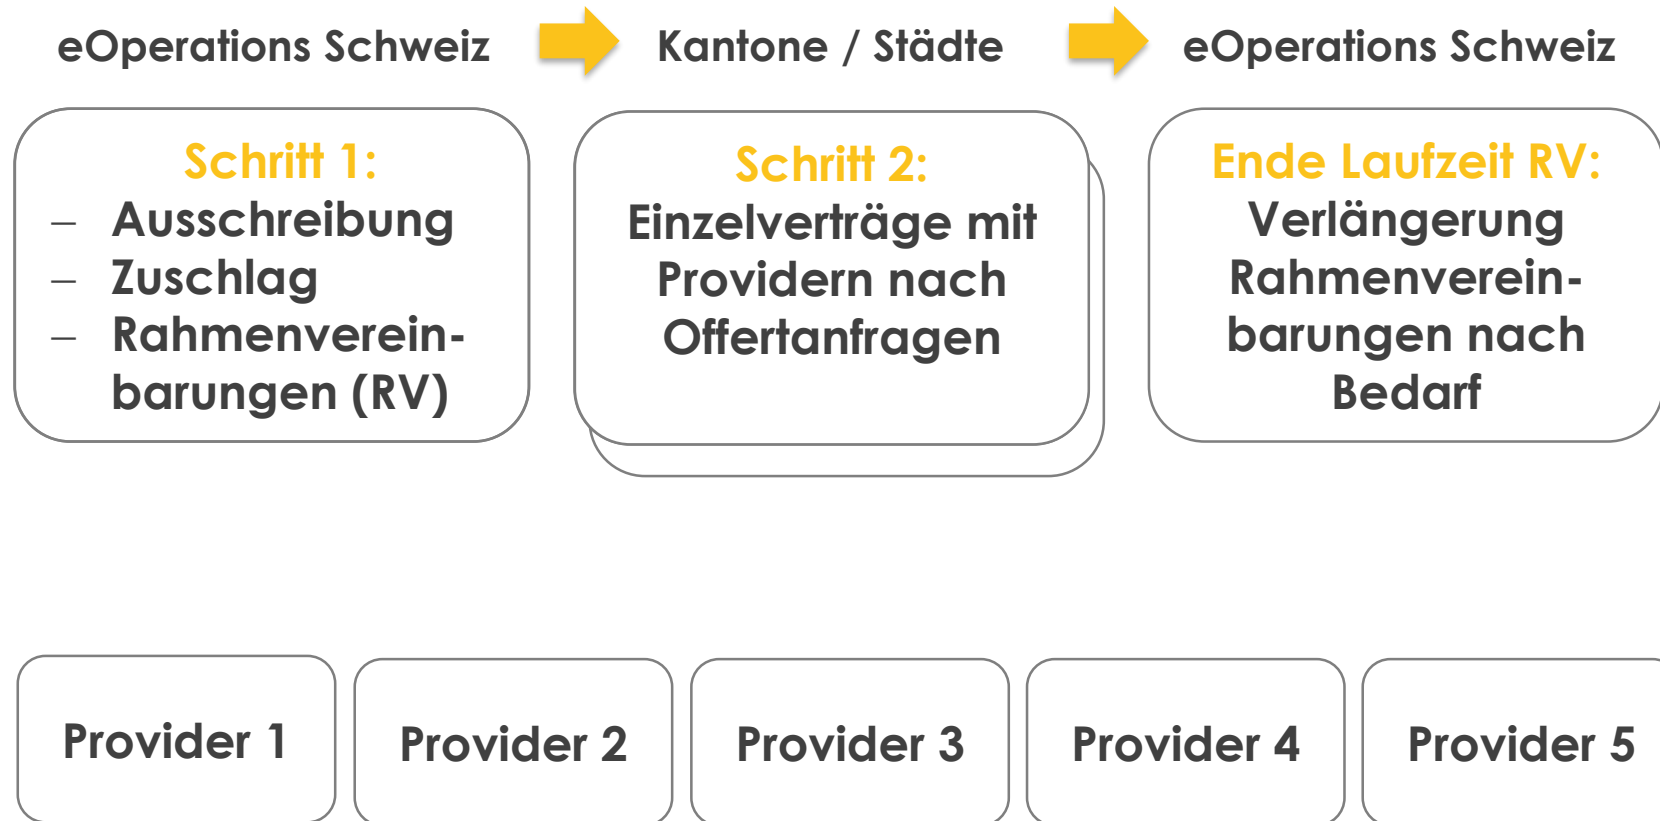 eOperations Schweiz
Kantone / Städte
eOperations Schweiz
Schritt 1:
– Ausschreibung
– Zuschlag
– Rahmenverein-
barungen (RV)
Schritt 2:
Einzelverträge mit
Providern nach
Offertanfragen
Ende Laufzeit RV:
Verlängerung
Rahmenverein-
barungen nach
Bedarf
Provider 1
Provider 2
Provider 3
Provider 4
Provider 5